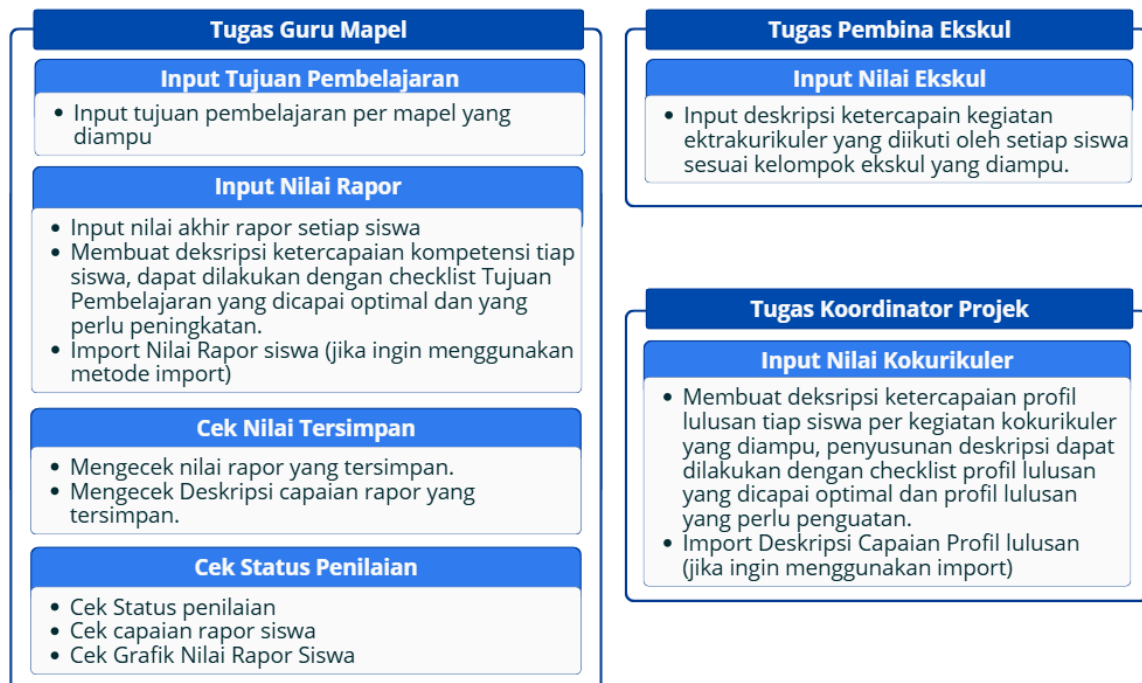 Tugas Guru Mapel
Input Tujuan Pembelajaran
• Input tujuan pembelajaran per mapel yang
diampu
Input Nilai Rapor
• Input nilai akhir rapor setiap siswa
• Membuat deksripsi ketercapaian kompetensi tiap
siswa, dapat dilakukan dengan checklist Tujuan
Pembelajaran yang dicapai optimal dan yang
perlu peningkatan.
• Import Nilai Rapor siswa (jika ingin menggunakan
metode import)
Cek Nilai Tersimpan
• Mengecek nilai rapor yang tersimpan.
• Mengecek Deskripsi capaian rapor yang
tersimpan.
Cek Status Penilaian
• Cek Status penilaian
• Cek capaian rapor siswa
• Cek Grafik Nilai Rapor Siswa
Tugas Pembina Ekskul
Input Nilai Ekskul
• Input deskripsi ketercapain kegiatan
ektrakurikuler yang diikuti oleh setiap siswa
sesuai kelompok ekskul yang diampu.
Tugas Koordinator Projek
Input Nilai Kokurikuler
• Membuat deksripsi ketercapaian profil
lulusan tiap siswa per kegiatan kokurikuler
yang diampu, penyusunan deskripsi dapat
dilakukan dengan checklist profil lulusan
yang dicapai optimal dan profil lulusan
yang perlu penguatan.
• Import Deskripsi Capaian Profil lulusan
(jika ingin menggunakan import)